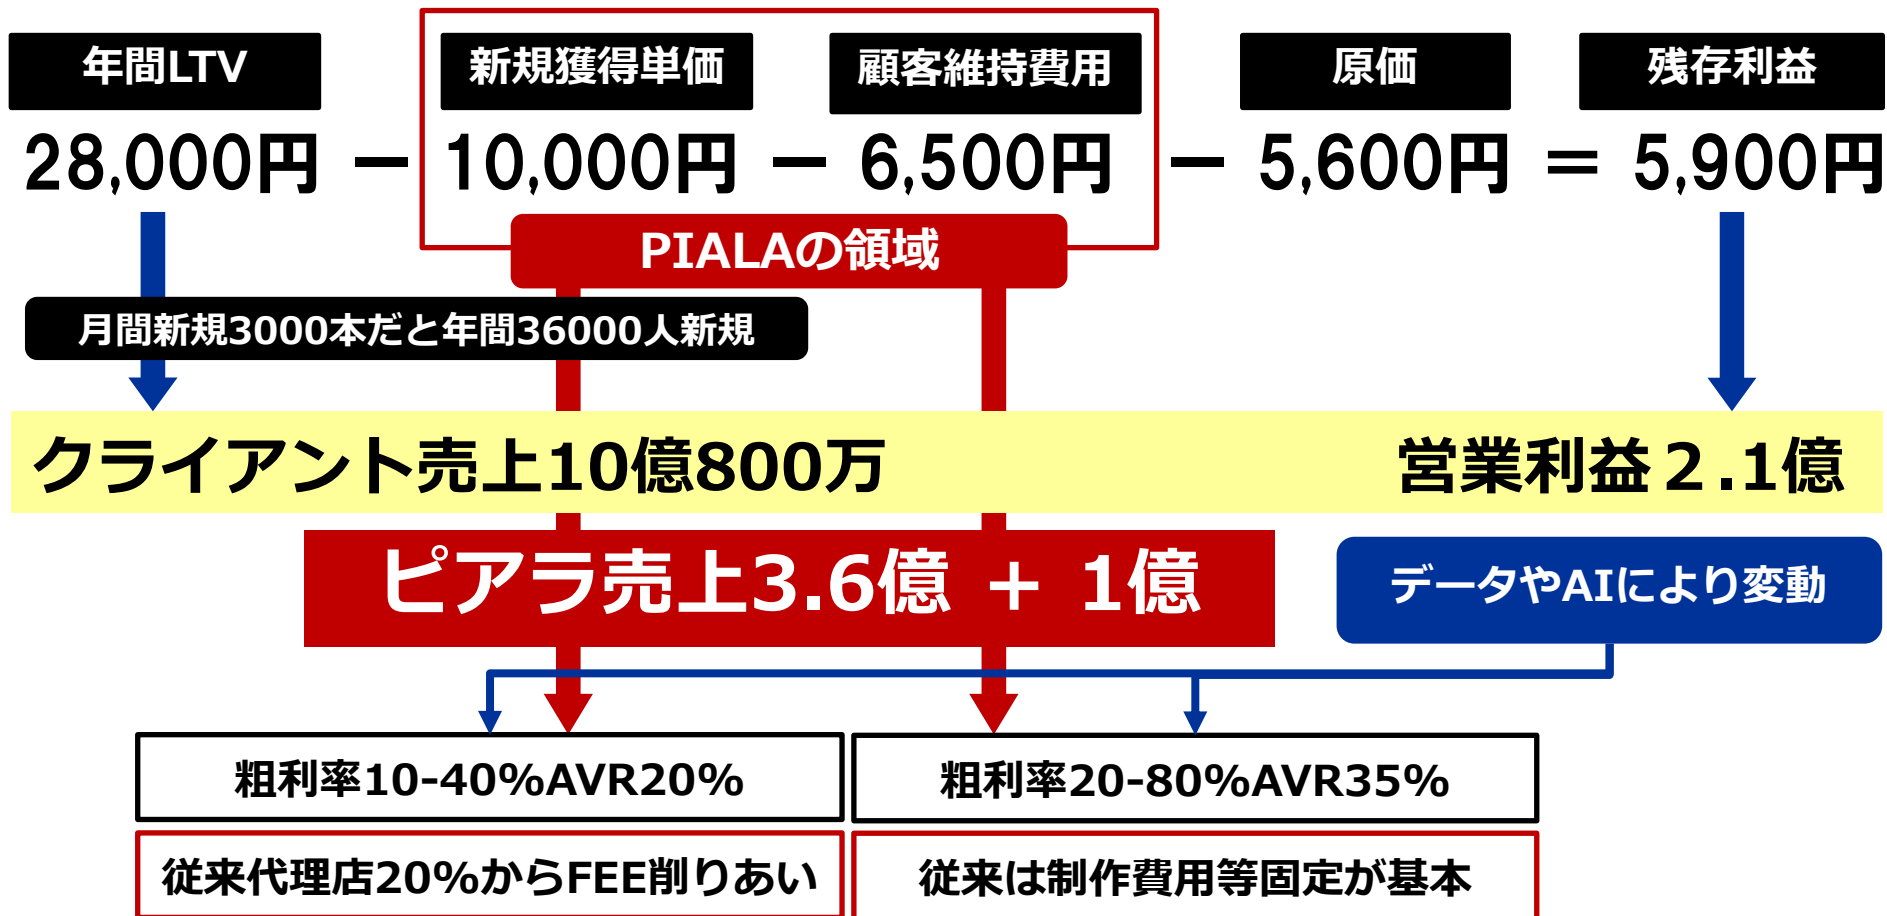 年間LTV 新規獲得単価 顧客維持費用 原価 残存利益
28,000円 － 10,000円 － 6,500円 － 5,600円 ＝ 5,900円
PIALAの領域
月間新規3000本だと年間36000人新規
クライアント売上10億800万 営業利益２.1億
ピアラ売上3.6億 ＋ 1億
データやAIにより変動
粗利率10-40%AVR20% 粗利率20-80%AVR35%
従来代理店20%からFEE削りあい 従来は制作費用等固定が基本